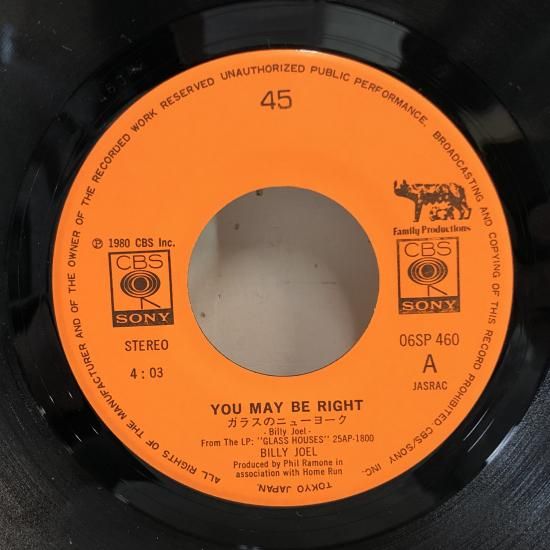 ALL RIGHTS OF THE MANUFACTURER AND OF THE OWNER OF THE RECORDED WORK RESERVED UNAUTHORIZED PUBLIC PERFORMANCE, BROADCASTING AND COPYING OF THIS RECORD PROHIBITED CBS/SONY INC.
TOKYO JAPAN.
45
Family Productions
Ⓟ 1980 CBS Inc.
CBS
SONY
CBS
SONY
STEREO
4:03
06SP 460
A
JASRAC
YOU MAY BE RIGHT
ガラスのニューヨーク
- Billy Joel -
From The LP: "GLASS HOUSES" 25AP-1800
BILLY JOEL
Produced by Phil Ramone in
association with Home Run